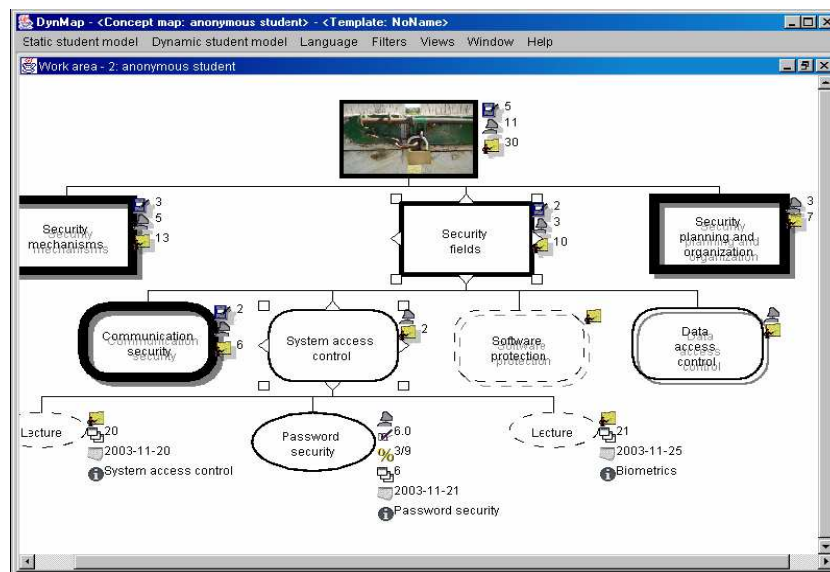 DynMap - <Concept map: anonymous student> - <Template: NoName>
Static student model Dynamic student model Language Filters Views Window Help
Work area - 2: anonymous student
5
11
30
3
5
13
Security
mechanisms
2
3
10
Security
fields
3
7
Security
planning and
organization
2
6
Communication
security
2
System access
control
Software
protection
Data
access
control
Lecture
20
2003-11-20
System access control
Password
security
6.0
%
3/9
6
2003-11-21
Password security
Lecture
21
2003-11-25
Biometrics